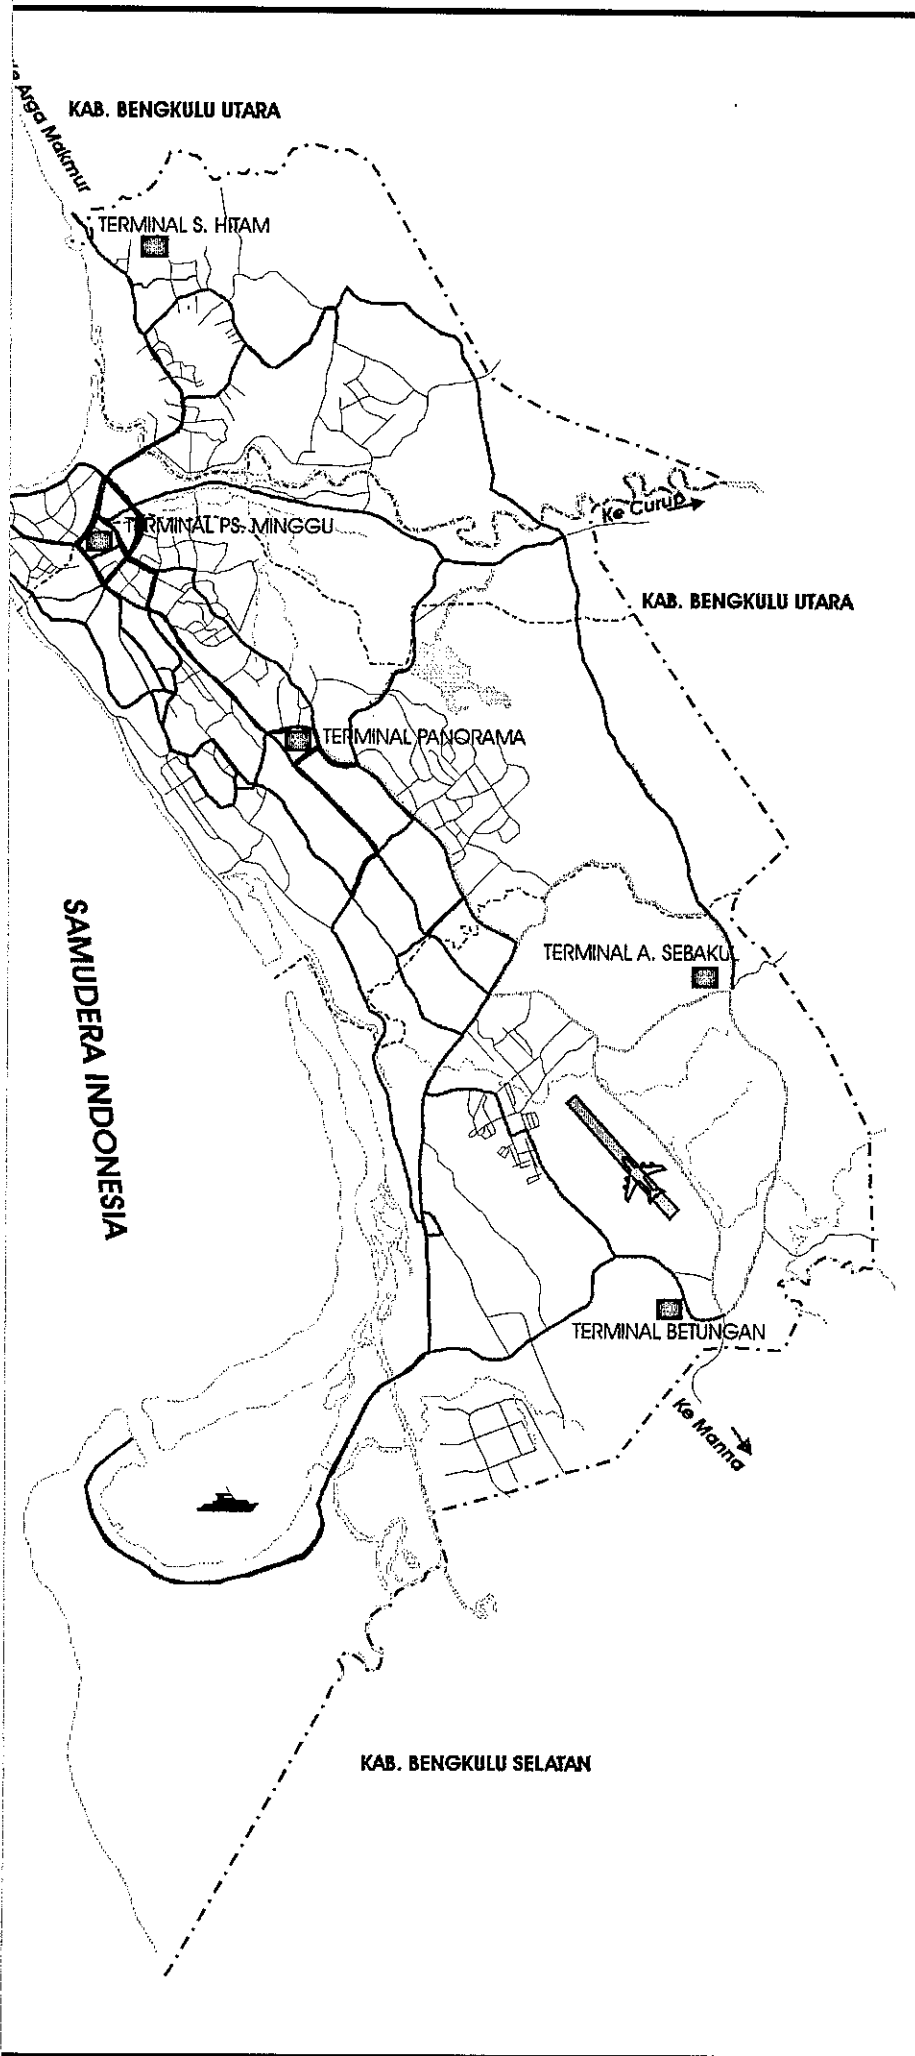 Ke Arga Makmur
KAB. BENGKULU UTARA
TERMINAL S. HITAM
Ke Curup
TERMINAL PS. MINGGU
KAB. BENGKULU UTARA
TERMINAL PANORAMA
SAMUDERA INDONESIA
TERMINAL A. SEBAKUL
TERMINAL BETUNGAN
Ke Manna
KAB. BENGKULU SELATAN